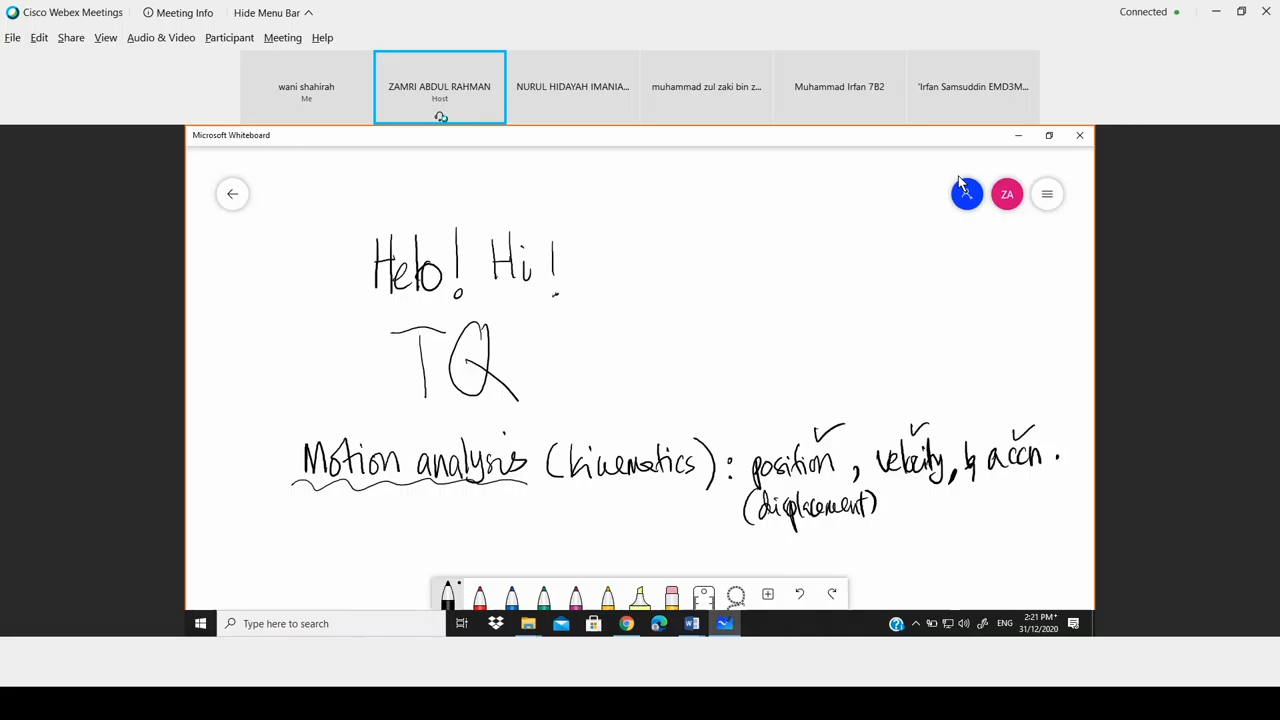 Cisco Webex Meetings Meeting Info Hide Menu Bar Connected
File Edit Share View Audio & Video Participant Meeting Help
wani shahirah
Me
ZAMRI ABDUL RAHMAN
Host
NURUL HIDAYAH IMANIA...
muhammad zul zaki bin z...
Muhammad Irfan 7B2
'Irfan Samsuddin EMD3M...
Microsoft Whiteboard
ZA
Helo! Hi!
TQ
Motion analysis (kinematics) : position, velocity, & accn.
(displacement)
Type here to search
ENG
2:21 PM
31/12/2020